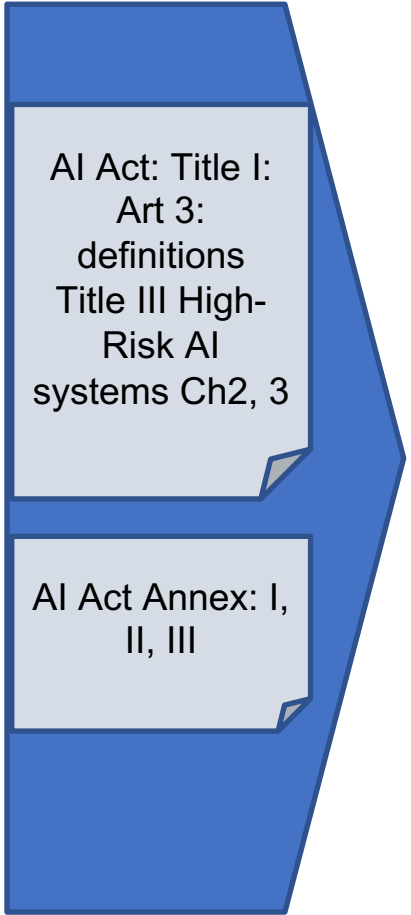 AI Act: Title I:
Art 3:
definitions
Title III High-
Risk AI
systems Ch2, 3
AI Act Annex: I,
II, III